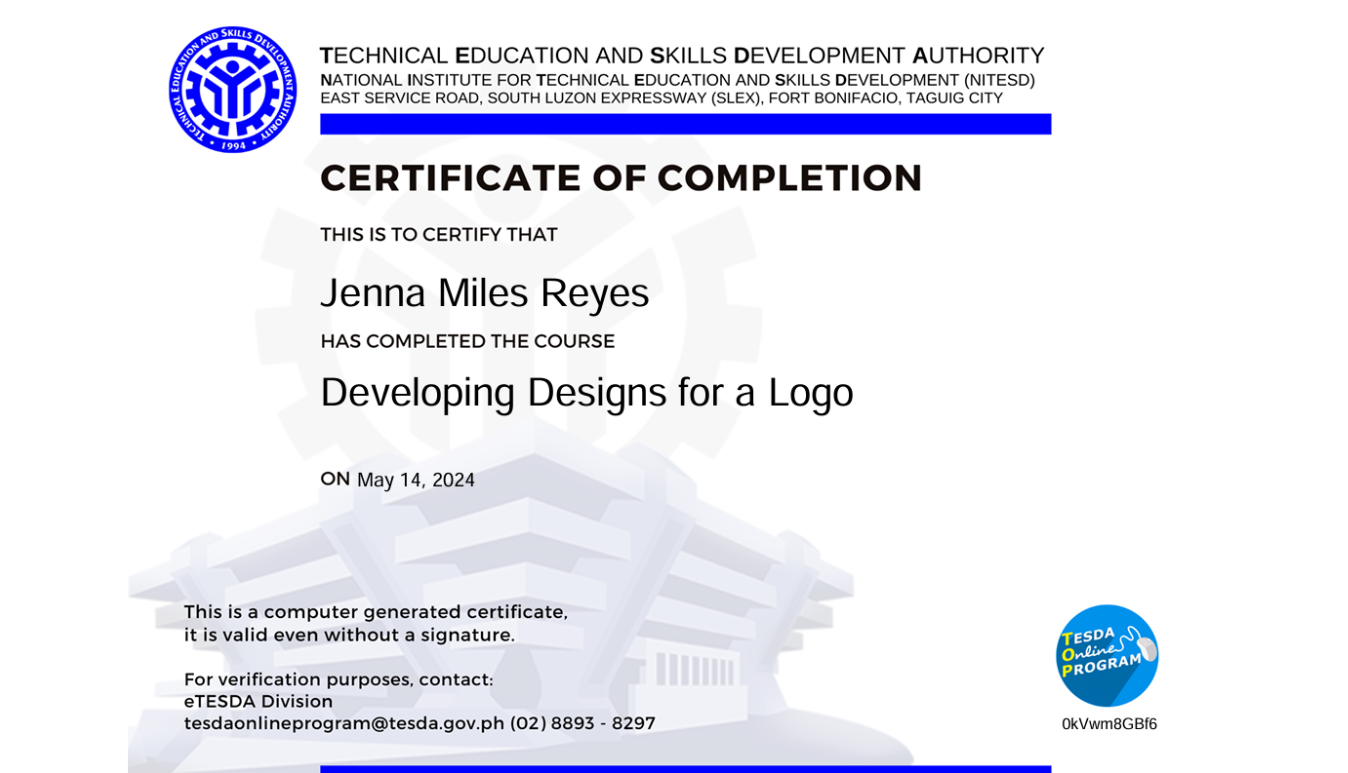 TECHNICAL EDUCATION AND SKILLS DEVELOPMENT AUTHORITY • 1994 •
TECHNICAL EDUCATION AND SKILLS DEVELOPMENT AUTHORITY
NATIONAL INSTITUTE FOR TECHNICAL EDUCATION AND SKILLS DEVELOPMENT (NITESD)
EAST SERVICE ROAD, SOUTH LUZON EXPRESSWAY (SLEX), FORT BONIFACIO, TAGUIG CITY
CERTIFICATE OF COMPLETION
THIS IS TO CERTIFY THAT
Jenna Miles Reyes
HAS COMPLETED THE COURSE
Developing Designs for a Logo
ON May 14, 2024
This is a computer generated certificate,
it is valid even without a signature.
For verification purposes, contact:
eTESDA Division
tesdaonlineprogram@tesda.gov.ph (02) 8893 - 8297
TESDA
Online
PROGRAM
0kVwm8GBf6